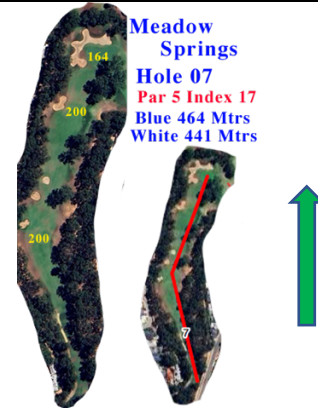 Meadow
Springs
Hole 07
Par 5 Index 17
Blue 464 Mtrs
White 441 Mtrs
164
200
200
7